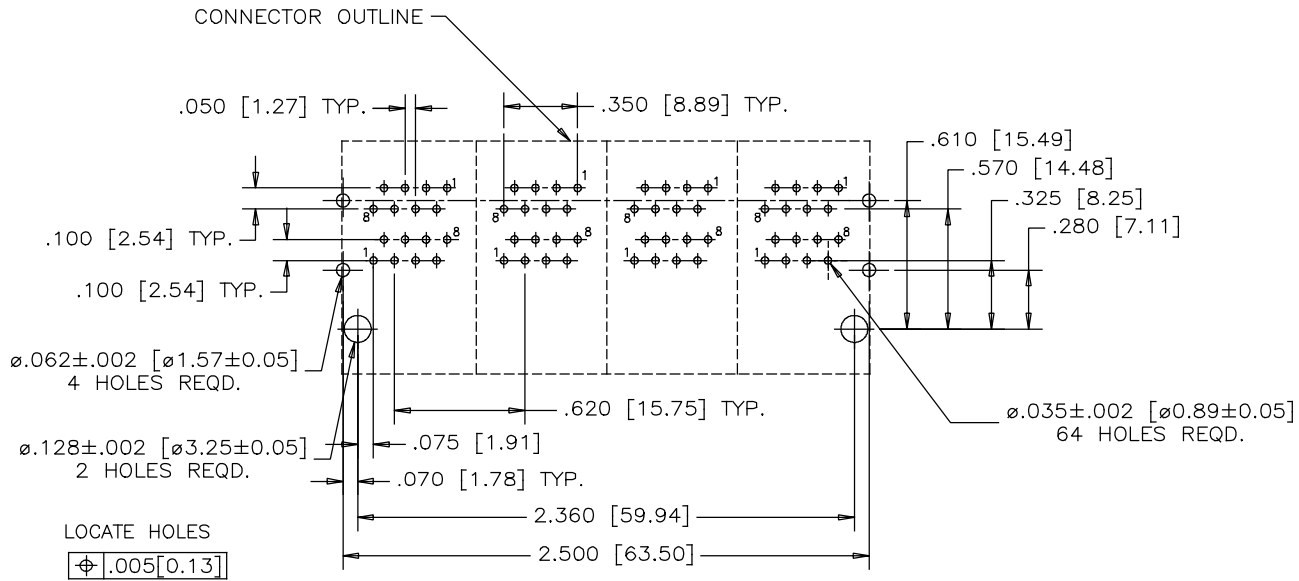 CONNECTOR OUTLINE
.050 [1.27] TYP.
.350 [8.89] TYP.
.610 [15.49]
.570 [14.48]
.325 [8.25]
.280 [7.11]
1 1 1 1
8 8 8 8
.100 [2.54] TYP.
8 8 8 8
1 1 1 1
.100 [2.54] TYP.
ø.062±.002 [ø1.57±0.05]
4 HOLES REQD.
.620 [15.75] TYP.
ø.035±.002 [ø0.89±0.05]
64 HOLES REQD.
ø.128±.002 [ø3.25±0.05]
2 HOLES REQD.
.075 [1.91]
.070 [1.78] TYP.
2.360 [59.94]
2.500 [63.50]
LOCATE HOLES
⌖ .005[0.13]